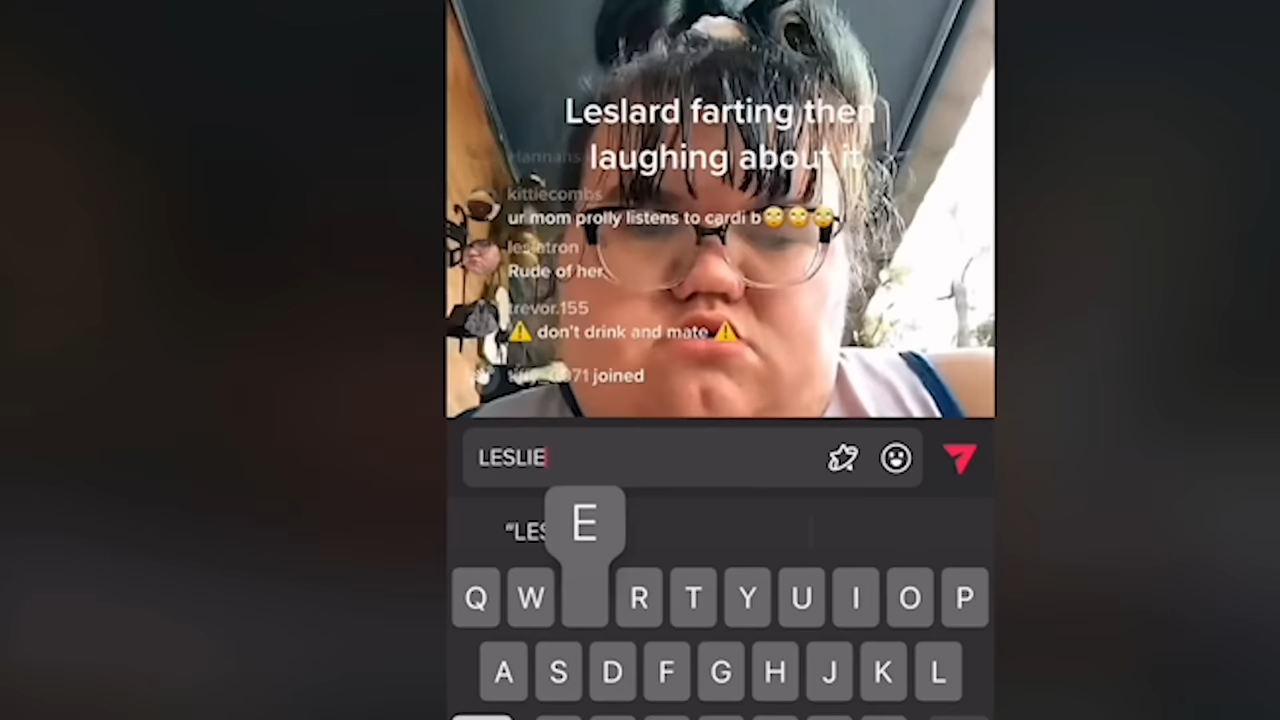 Leslard farting then
laughing about it
kittiecombs
ur mom prolly listens to cardi b🙄🙄🙄
Rude of her
trevor.155
⚠️ don't drink and mate ⚠️
joined
LESLIE
"LES
E
Q W R T Y U I O P
A S D F G H J K L